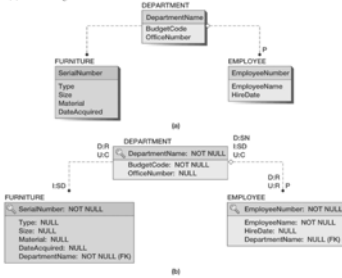 DEPARTMENT
DepartmentName
BudgetCode
OfficeNumber
P
FURNITURE
SerialNumber
Type
Size
Material
DateAcquired
EMPLOYEE
EmployeeNumber
EmployeeName
HireDate
(a)
DEPARTMENT
D:R
U:C
DepartmentName: NOT NULL
BudgetCode: NOT NULL
OfficeNumber: NULL
D:SN
I:SD
U:C
I:SD
D:R
U:R
P
FURNITURE
SerialNumber: NOT NULL
Type: NULL
Size: NULL
Material: NULL
DateAcquired: NULL
DepartmentName: NOT NULL (FK)
EMPLOYEE
EmployeeNumber: NOT NULL
EmployeeName: NOT NULL
HireDate: NULL
DepartmentName: NULL (FK)
(b)